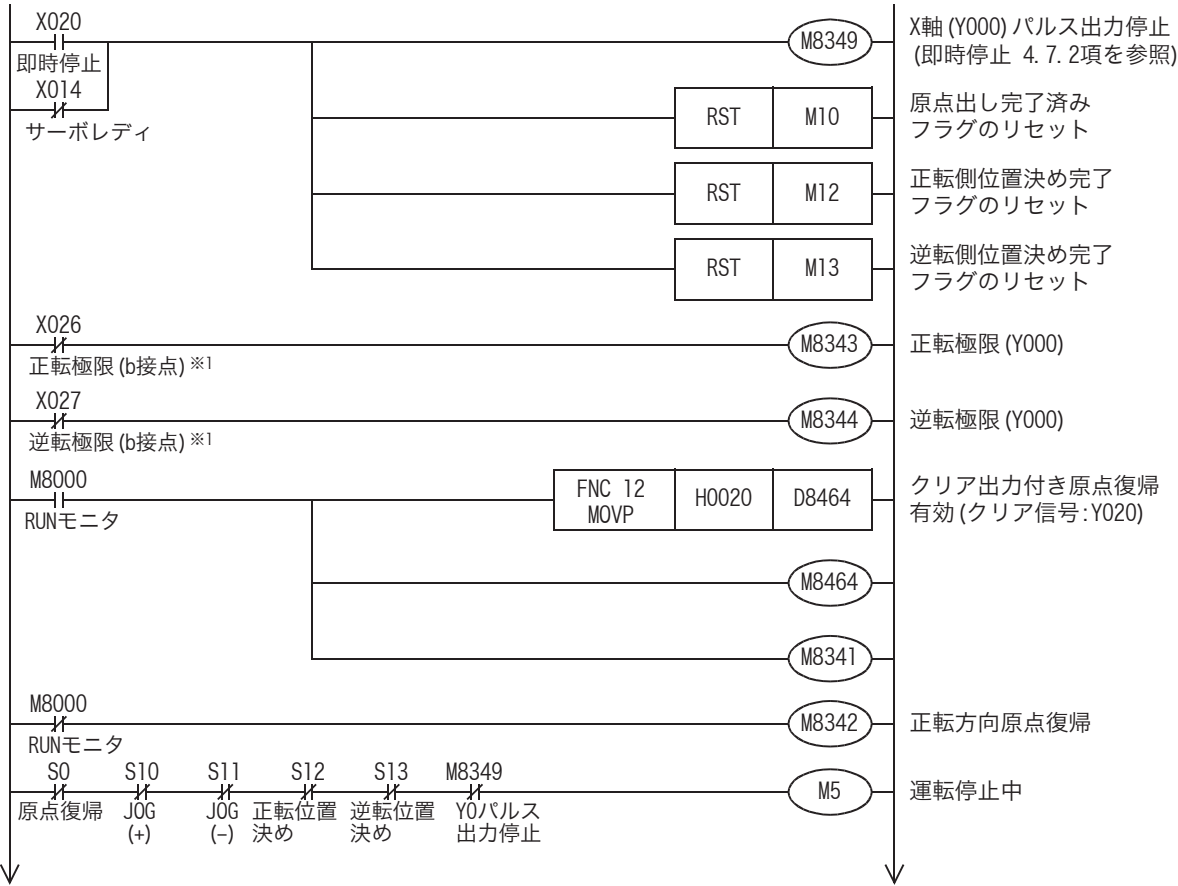 X020
即時停止
X014
サーボレディ
M8349
X軸(Y000)パルス出力停止
(即時停止 4.7.2項を参照)
RST M10
原点出し完了済み
フラグのリセット
RST M12
正転側位置決め完了
フラグのリセット
RST M13
逆転側位置決め完了
フラグのリセット
X026
正転極限(b接点)※1
M8343
正転極限(Y000)
X027
逆転極限(b接点)※1
M8344
逆転極限(Y000)
M8000
RUNモニタ
FNC 12
MOVP
H0020
D8464
クリア出力付き原点復帰
有効(クリア信号:Y020)
M8464
M8341
M8000
RUNモニタ
M8342
正転方向原点復帰
S0
原点復帰
S10
JOG
(+)
S11
JOG
(−)
S12
正転位置
決め
S13
逆転位置
決め
M8349
Y0パルス
出力停止
M5
運転停止中